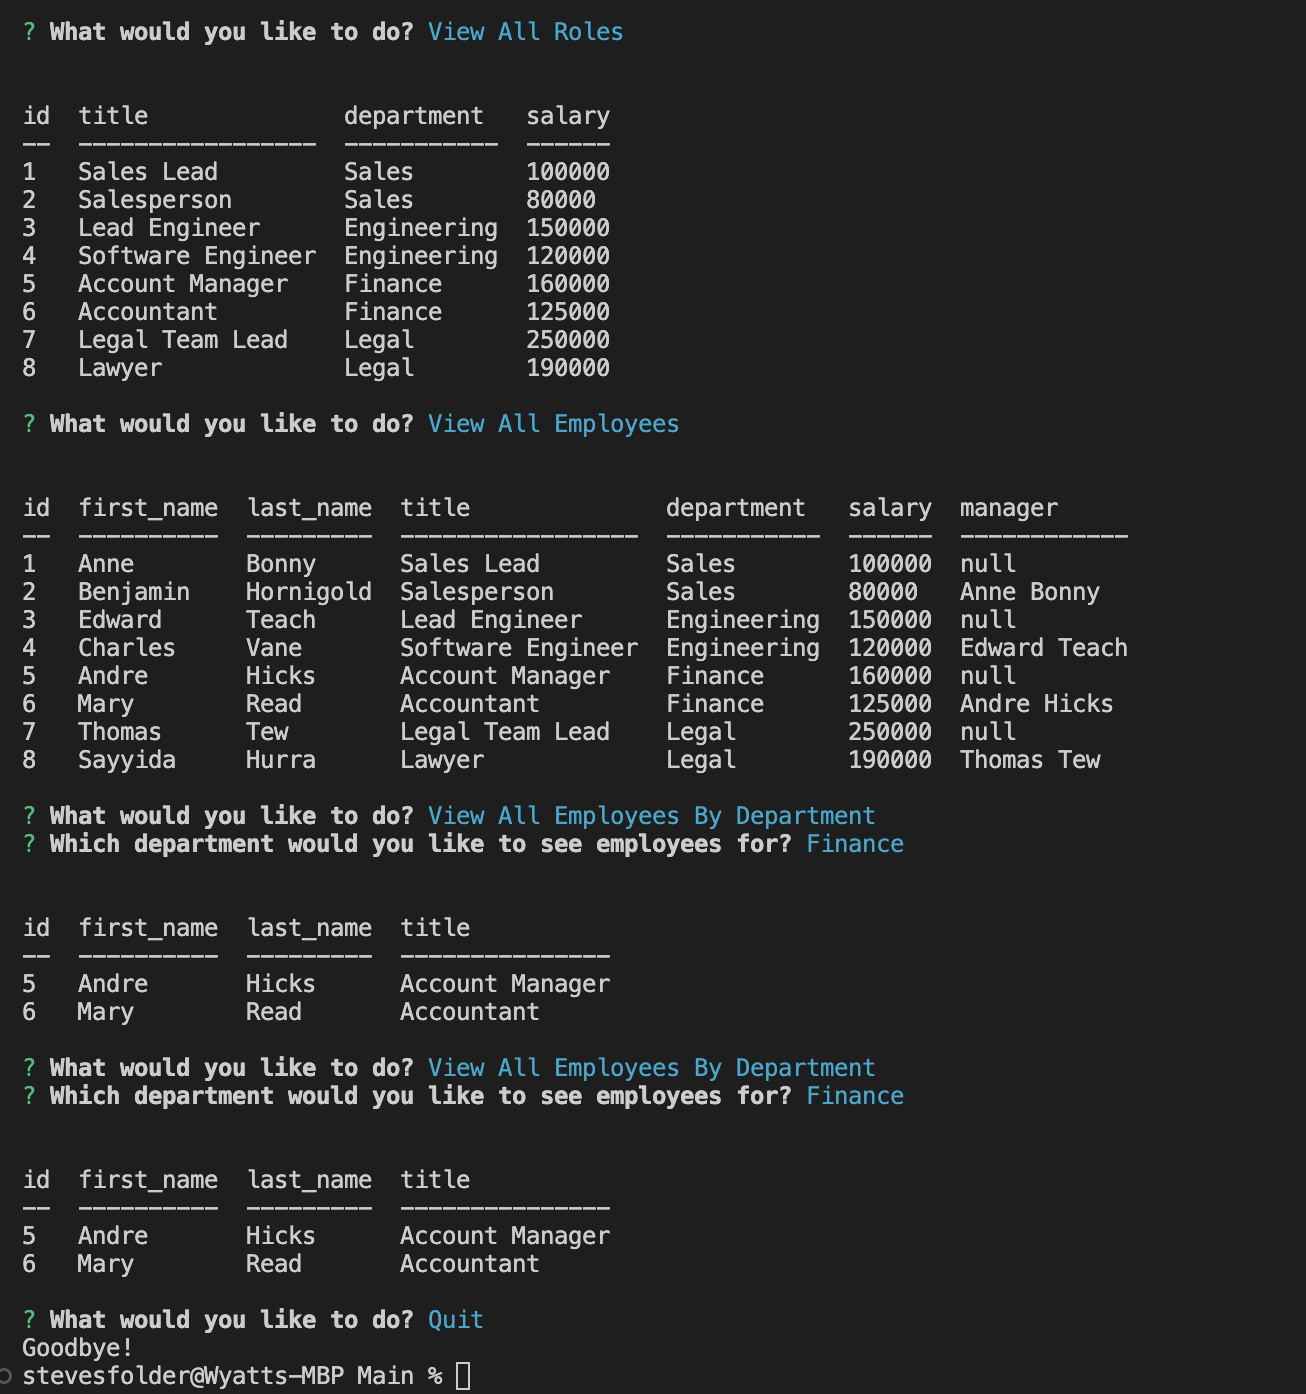 ? What would you like to do? View All Roles
id  title             department   salary
--  ----------------  -----------  ------
1   Sales Lead        Sales        100000
2   Salesperson       Sales        80000
3   Lead Engineer     Engineering  150000
4   Software Engineer  Engineering  120000
5   Account Manager   Finance      160000
6   Accountant        Finance      125000
7   Legal Team Lead   Legal        250000
8   Lawyer            Legal        190000
? What would you like to do? View All Employees
id  first_name  last_name  title              department   salary  manager
--  ----------  ---------  -----------------  -----------  ------  ------------
1   Anne        Bonny      Sales Lead         Sales        100000  null
2   Benjamin    Hornigold  Salesperson        Sales        80000   Anne Bonny
3   Edward      Teach      Lead Engineer      Engineering  150000  null
4   Charles     Vane       Software Engineer  Engineering  120000  Edward Teach
5   Andre       Hicks      Account Manager    Finance      160000  null
6   Mary        Read       Accountant         Finance      125000  Andre Hicks
7   Thomas      Tew        Legal Team Lead    Legal        250000  null
8   Sayyida     Hurra      Lawyer             Legal        190000  Thomas Tew
? What would you like to do? View All Employees By Department
? Which department would you like to see employees for? Finance
id  first_name  last_name  title
--  ----------  ---------  ---------------
5   Andre       Hicks      Account Manager
6   Mary        Read       Accountant
? What would you like to do? View All Employees By Department
? Which department would you like to see employees for? Finance
id  first_name  last_name  title
--  ----------  ---------  ---------------
5   Andre       Hicks      Account Manager
6   Mary        Read       Accountant
? What would you like to do? Quit
Goodbye!
stevesfolder@Wyatts-MBP Main %